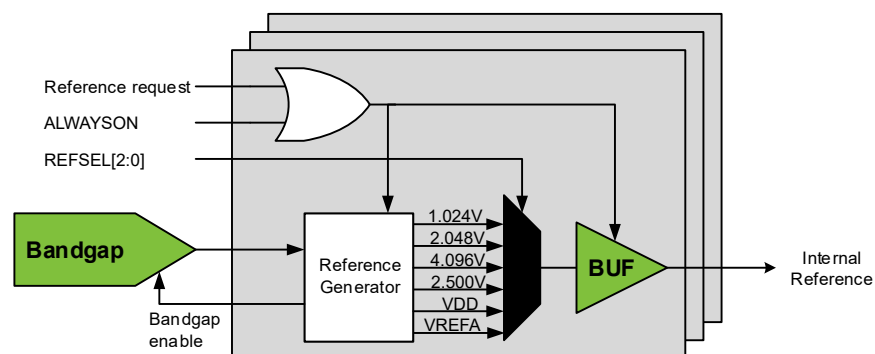 Reference request
ALWAYSON
REFSEL[2:0]
Bandgap
Bandgap
enable
Reference
Generator
1.024V
2.048V
4.096V
2.500V
VDD
VREFA
BUF
Internal
Reference